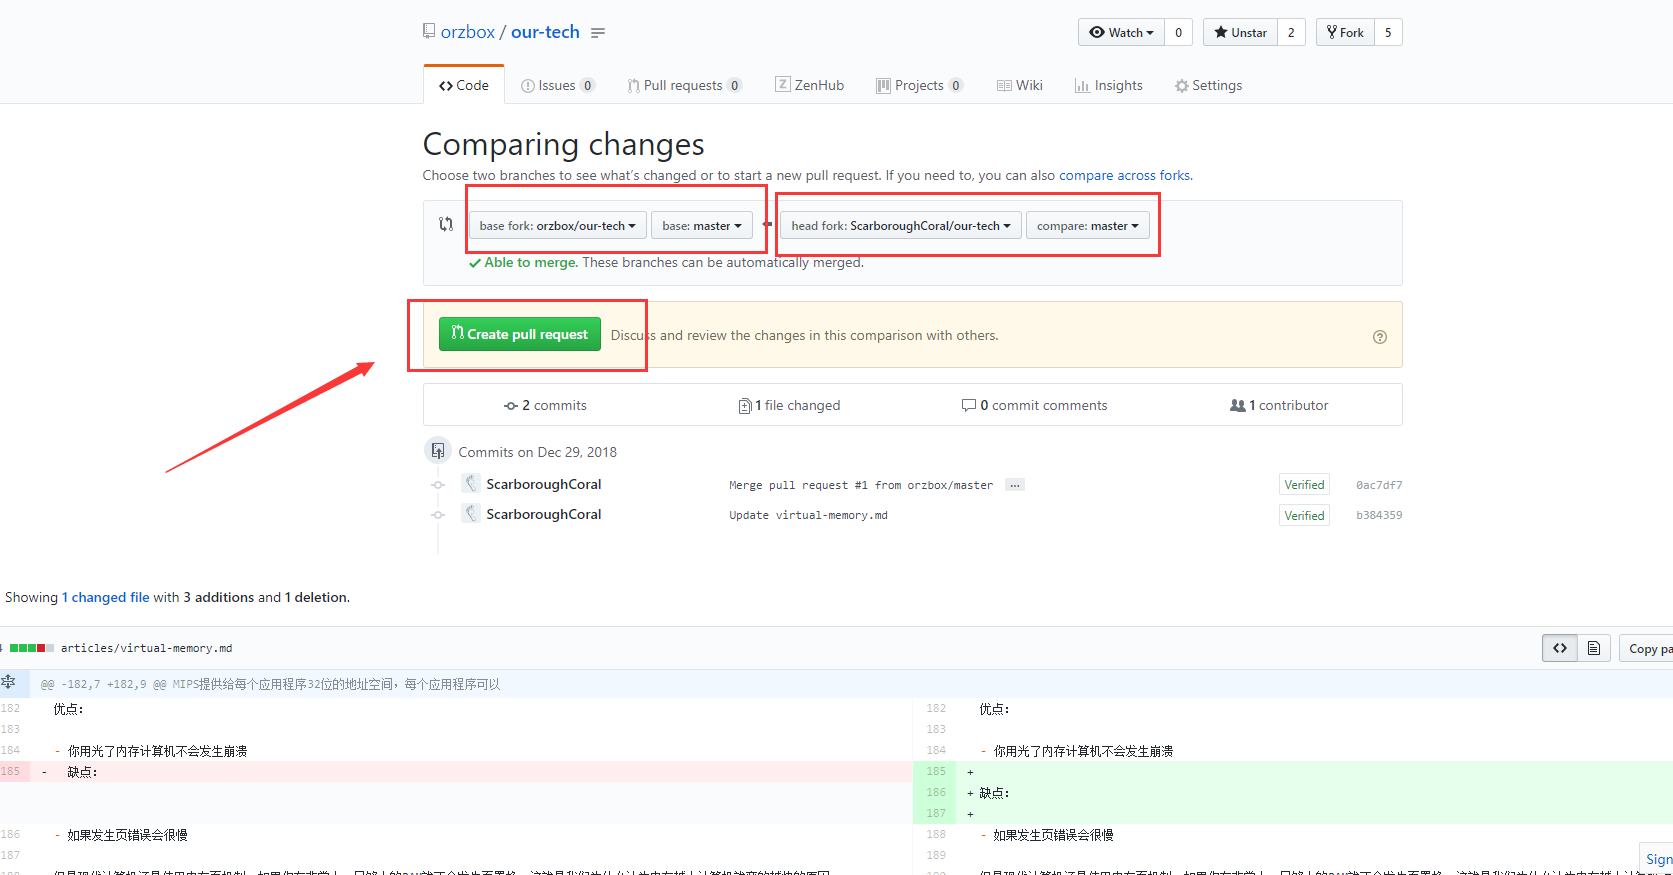 orzbox / our-tech
Watch 0 Unstar 2 Fork 5
Code Issues 0 Pull requests 0 Z ZenHub Projects 0 Wiki Insights Settings
Comparing changes
Choose two branches to see what's changed or to start a new pull request. If you need to, you can also compare across forks.
base fork: orzbox/our-tech base: master head fork: ScarboroughCoral/our-tech compare: master
Able to merge. These branches can be automatically merged.
Create pull request Discuss and review the changes in this comparison with others.
2 commits 1 file changed 0 commit comments 1 contributor
Commits on Dec 29, 2018
ScarboroughCoral Merge pull request #1 from orzbox/master … Verified 0ac7df7
ScarboroughCoral Update virtual-memory.md Verified b384359
Showing 1 changed file with 3 additions and 1 deletion.
articles/virtual-memory.md <> Copy pa
@@ -182,7 +182,9 @@ MIPS提供给每个应用程序32位的地址空间，每个应用程序可以
182 优点： 182 优点：
183 183
184 - 你用光了内存计算机不会发生崩溃 184 - 你用光了内存计算机不会发生崩溃
185 - 缺点： 185 +
186 + 缺点：
187 +
186 - 如果发生页错误会很慢 188 - 如果发生页错误会很慢
187 189
Sign